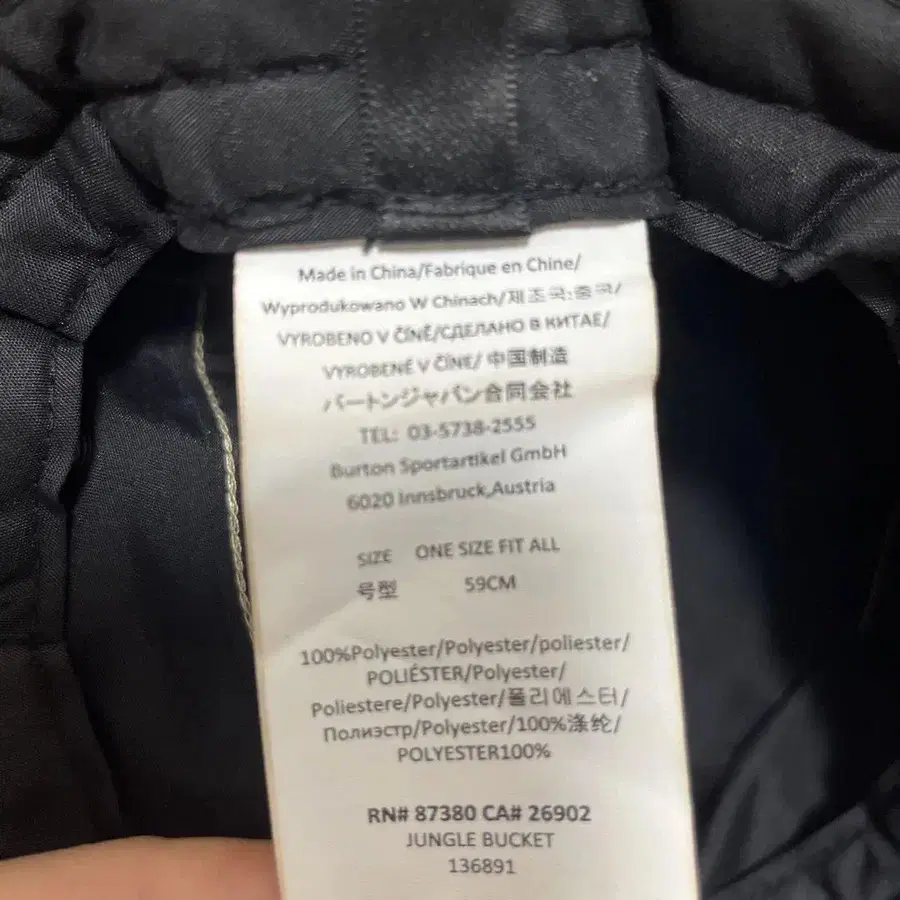 Made in China/Fabrique en Chine/
Wyprodukowano W Chinach/제조국:중국/
VYROBENO V ČÍNĚ/СДЕЛАНО В КИТАЕ/
VYROBENÉ V ČÍNE/ 中国制造
バートンジャパン合同会社
TEL: 03-5738-2555
Burton Sportartikel GmbH
6020 Innsbruck,Austria
SIZE ONE SIZE FIT ALL
号型 59CM
100%Polyester/Polyester/poliester/
POLIÉSTER/Polyester/
Poliestere/Polyester/폴리에스터/
Полиэстр/Polyester/100%涤纶/
POLYESTER100%
RN# 87380 CA# 26902
JUNGLE BUCKET
136891